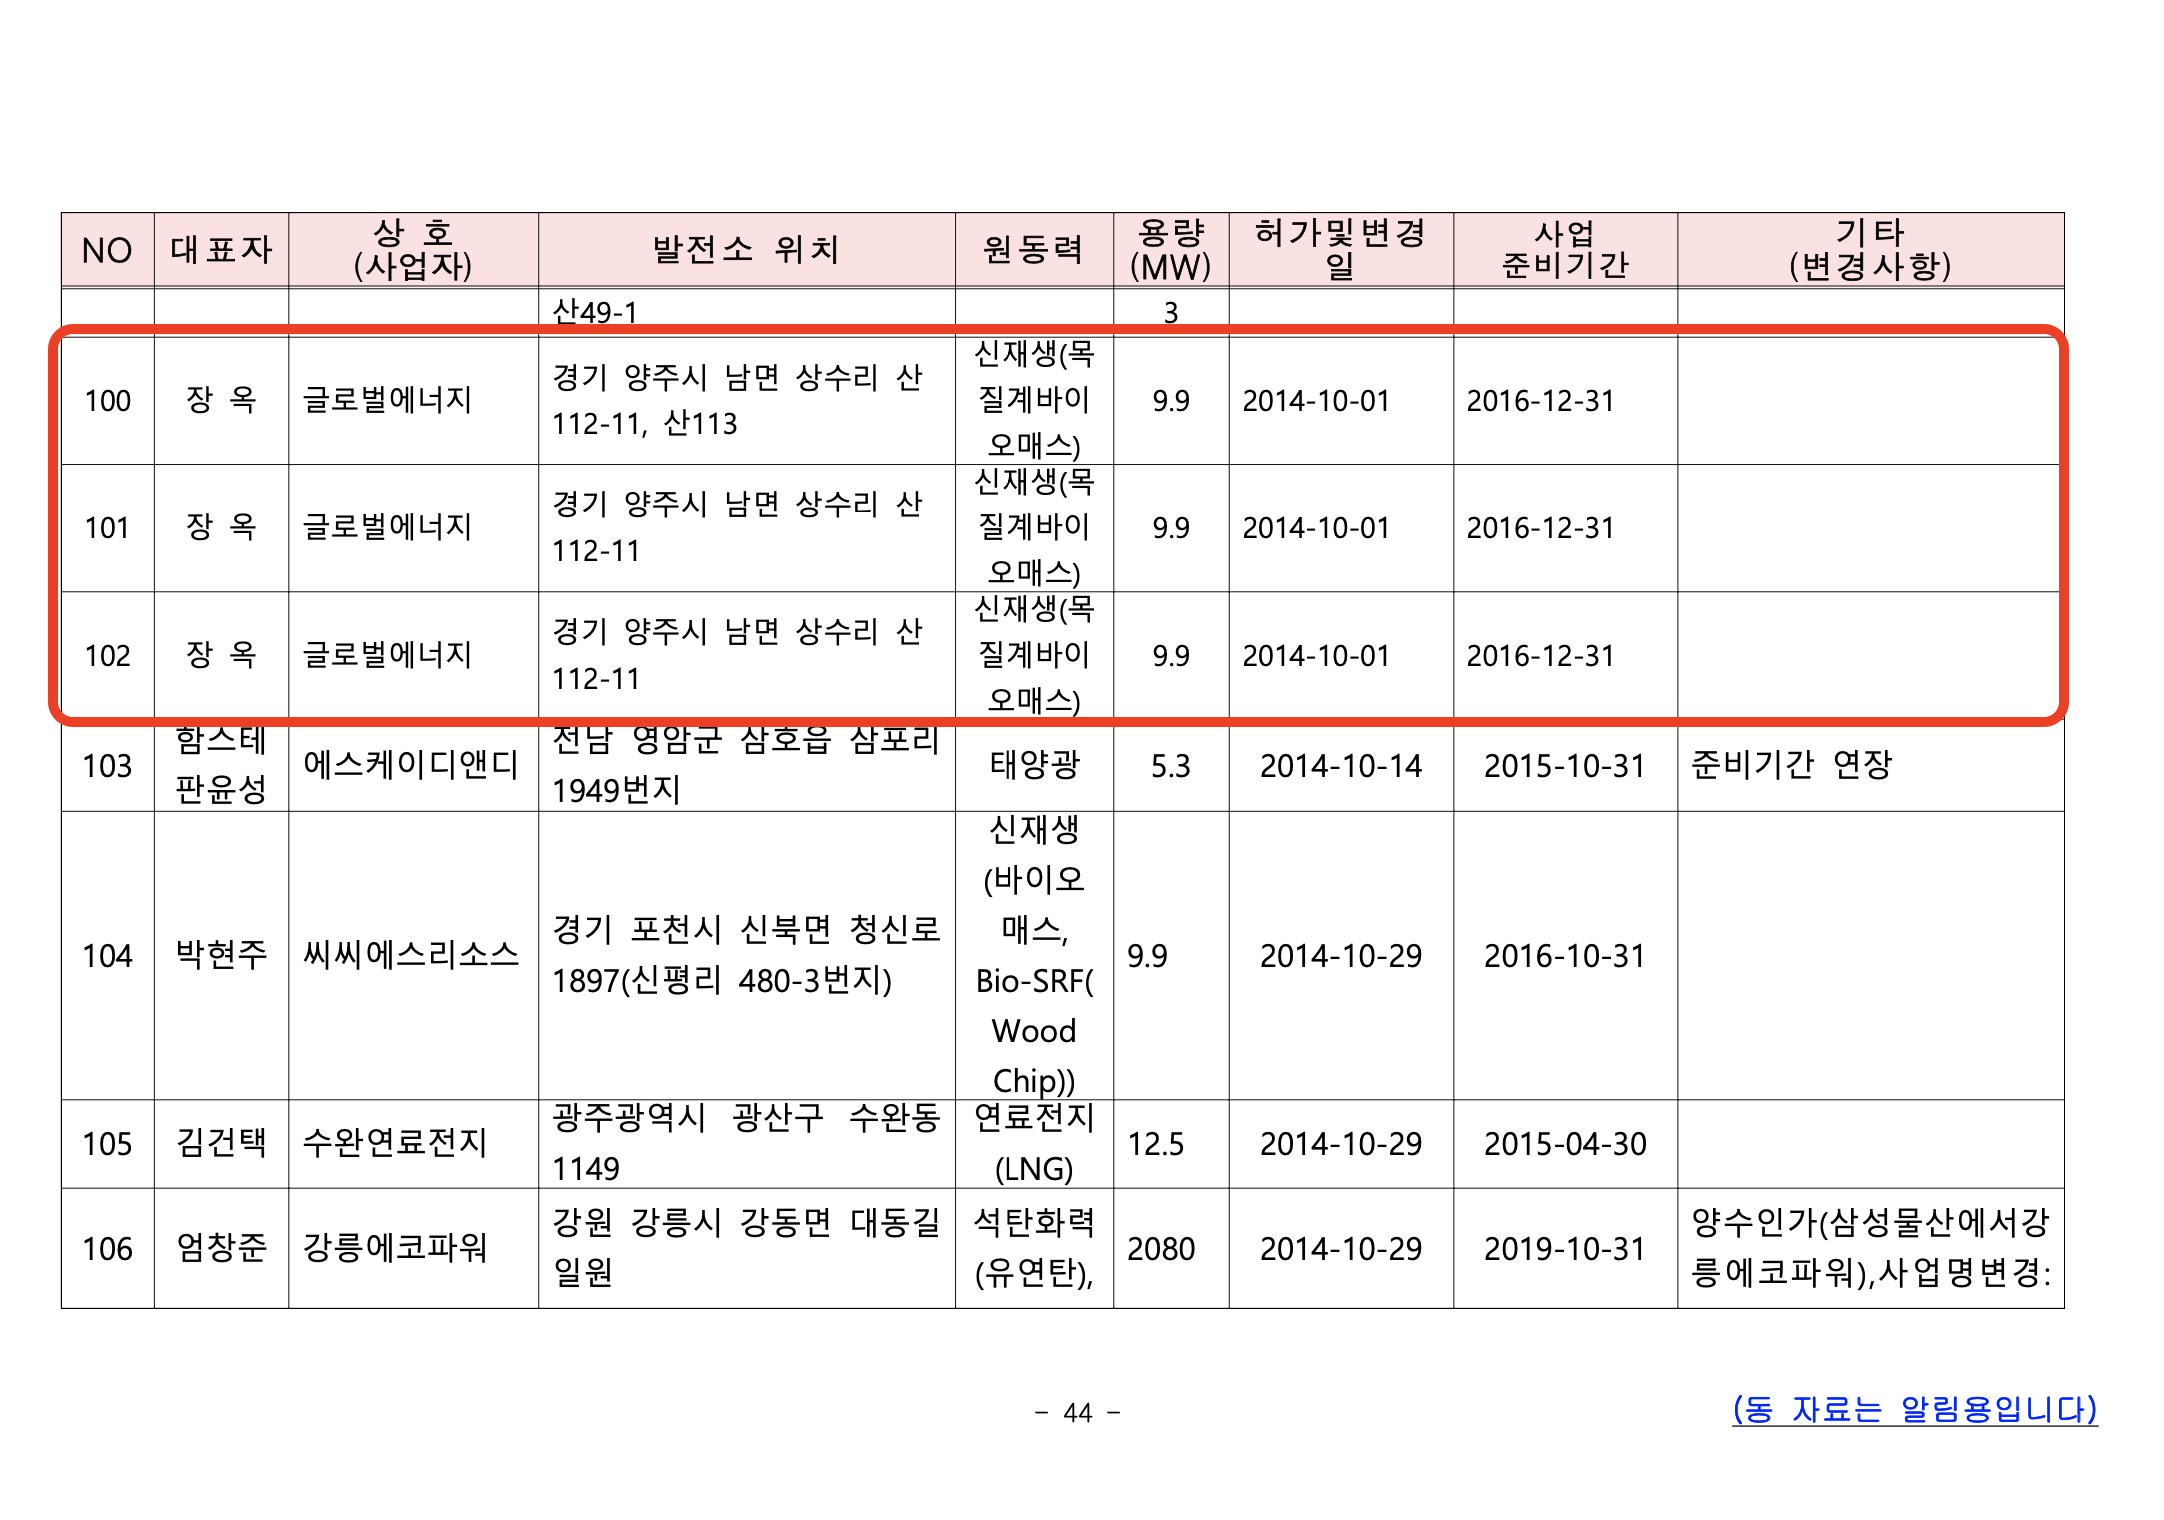 NO 대표자 상 호 (사업자) 발전소 위치 원동력 용량 (MW) 허가및변경 일 사업 준비기간 기타 (변경사항)
산49-1 3
100 장 옥 글로벌에너지 경기 양주시 남면 상수리 산 112-11, 산113 신재생(목 질계바이 오매스) 9.9 2014-10-01 2016-12-31
101 장 옥 글로벌에너지 경기 양주시 남면 상수리 산 112-11 신재생(목 질계바이 오매스) 9.9 2014-10-01 2016-12-31
102 장 옥 글로벌에너지 경기 양주시 남면 상수리 산 112-11 신재생(목 질계바이 오매스) 9.9 2014-10-01 2016-12-31
103 함스테 판윤성 에스케이디앤디 전남 영암군 삼호읍 삼포리 1949번지 태양광 5.3 2014-10-14 2015-10-31 준비기간 연장
104 박현주 씨씨에스리소스 경기 포천시 신북면 청신로 1897(신평리 480-3번지) 신재생 (바이오 매스, Bio-SRF( Wood Chip)) 9.9 2014-10-29 2016-10-31
105 김건택 수완연료전지 광주광역시 광산구 수완동 1149 연료전지 (LNG) 12.5 2014-10-29 2015-04-30
106 엄창준 강릉에코파워 강원 강릉시 강동면 대동길 일원 석탄화력 (유연탄), 2080 2014-10-29 2019-10-31 양수인가(삼성물산에서강 릉에코파워),사업명변경:
- 44 -
(동 자료는 알림용입니다)